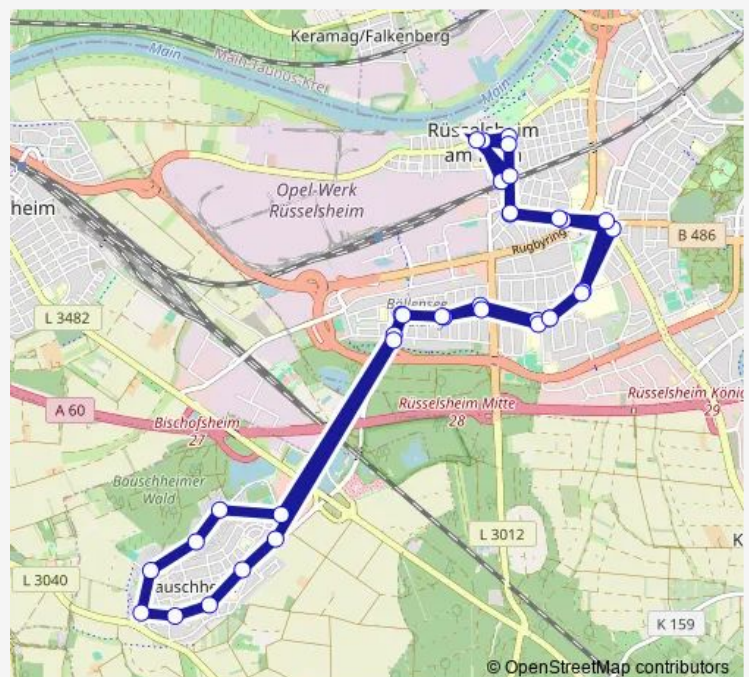 Keramag/Falkenberg
Main
Main-Taunus-Kreis
Main
Rüsselsheim
am
Opel-Werk
Rüsselsheim
heim
B 486
Rugbyring
Böllensee
L 3482
A 60
Bischofsheim
27
Rüsselsheim Mitte
28
Rüsselsheim König
29
Bauschheimer
Wald
L 3012
K
L 3040
auschhe
K 159
© OpenStreetMap contributors